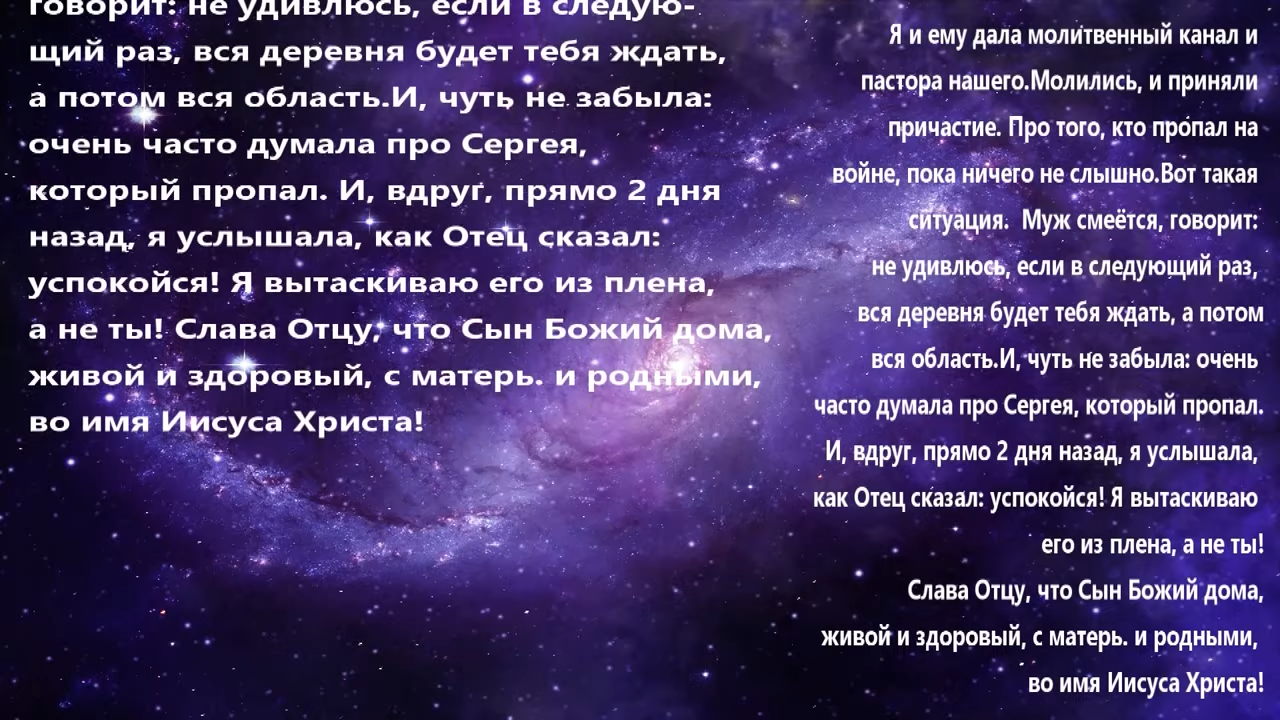 говорит: не удивлюсь, если в следую-
щий раз, вся деревня будет тебя ждать,
а потом вся область.И, чуть не забыла:
очень часто думала про Сергея,
который пропал. И, вдруг, прямо 2 дня
назад, я услышала, как Отец сказал:
успокойся! Я вытаскиваю его из плена,
а не ты! Слава Отцу, что Сын Божий дома,
живой и здоровый, с матерь. и родными,
во имя Иисуса Христа!
Я и ему дала молитвенный канал и
пастора нашего.Молились, и приняли
причастие. Про того, кто пропал на
войне, пока ничего не слышно.Вот такая
ситуация.  Муж смеётся, говорит:
не удивлюсь, если в следующий раз,
вся деревня будет тебя ждать, а потом
вся область.И, чуть не забыла: очень
часто думала про Сергея, который пропал.
И, вдруг, прямо 2 дня назад, я услышала,
как Отец сказал: успокойся! Я вытаскиваю
его из плена, а не ты!
Слава Отцу, что Сын Божий дома,
живой и здоровый, с матерь. и родными,
во имя Иисуса Христа!